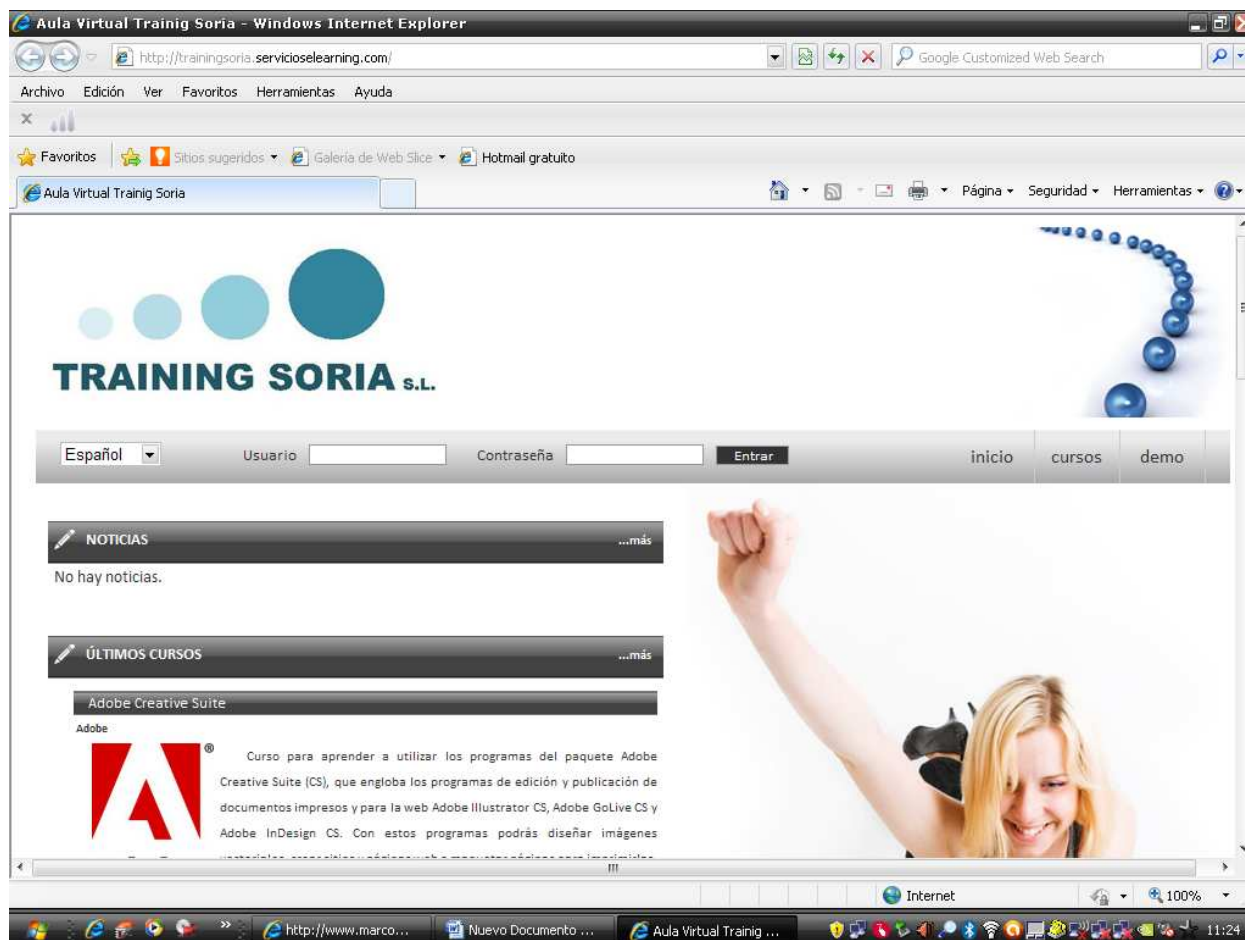 Aula Virtual Trainig Soria - Windows Internet Explorer
http://trainingsoria.servicioselearning.com/
Google Customized Web Search
Archivo Edición Ver Favoritos Herramientas Ayuda
Favoritos Sitios sugeridos Galería de Web Slice Hotmail gratuito
Aula Virtual Trainig Soria
Página Seguridad Herramientas
TRAINING SORIA S.L.
Español Usuario Contraseña Entrar inicio cursos demo
NOTICIAS ...más
No hay noticias.
ÚLTIMOS CURSOS ...más
Adobe Creative Suite
Adobe
Curso para aprender a utilizar los programas del paquete Adobe
Creative Suite (CS), que engloba los programas de edición y publicación de
documentos impresos y para la web Adobe Illustrator CS, Adobe GoLive CS y
Adobe InDesign CS. Con estos programas podrás diseñar imágenes
Internet 100%
http://www.marco... Nuevo Documento ... Aula Virtual Trainig ... 11:24